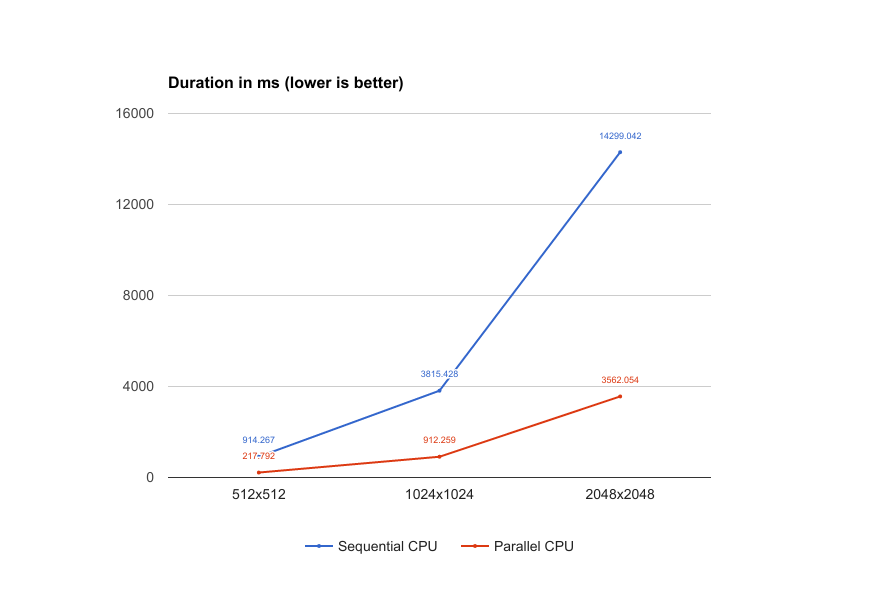 Duration in ms (lower is better)
16000
14299.042
12000
8000
3815.428
4000
3562.054
914.267
912.259
217.792
0
512x512
1024x1024
2048x2048
Sequential CPU
Parallel CPU